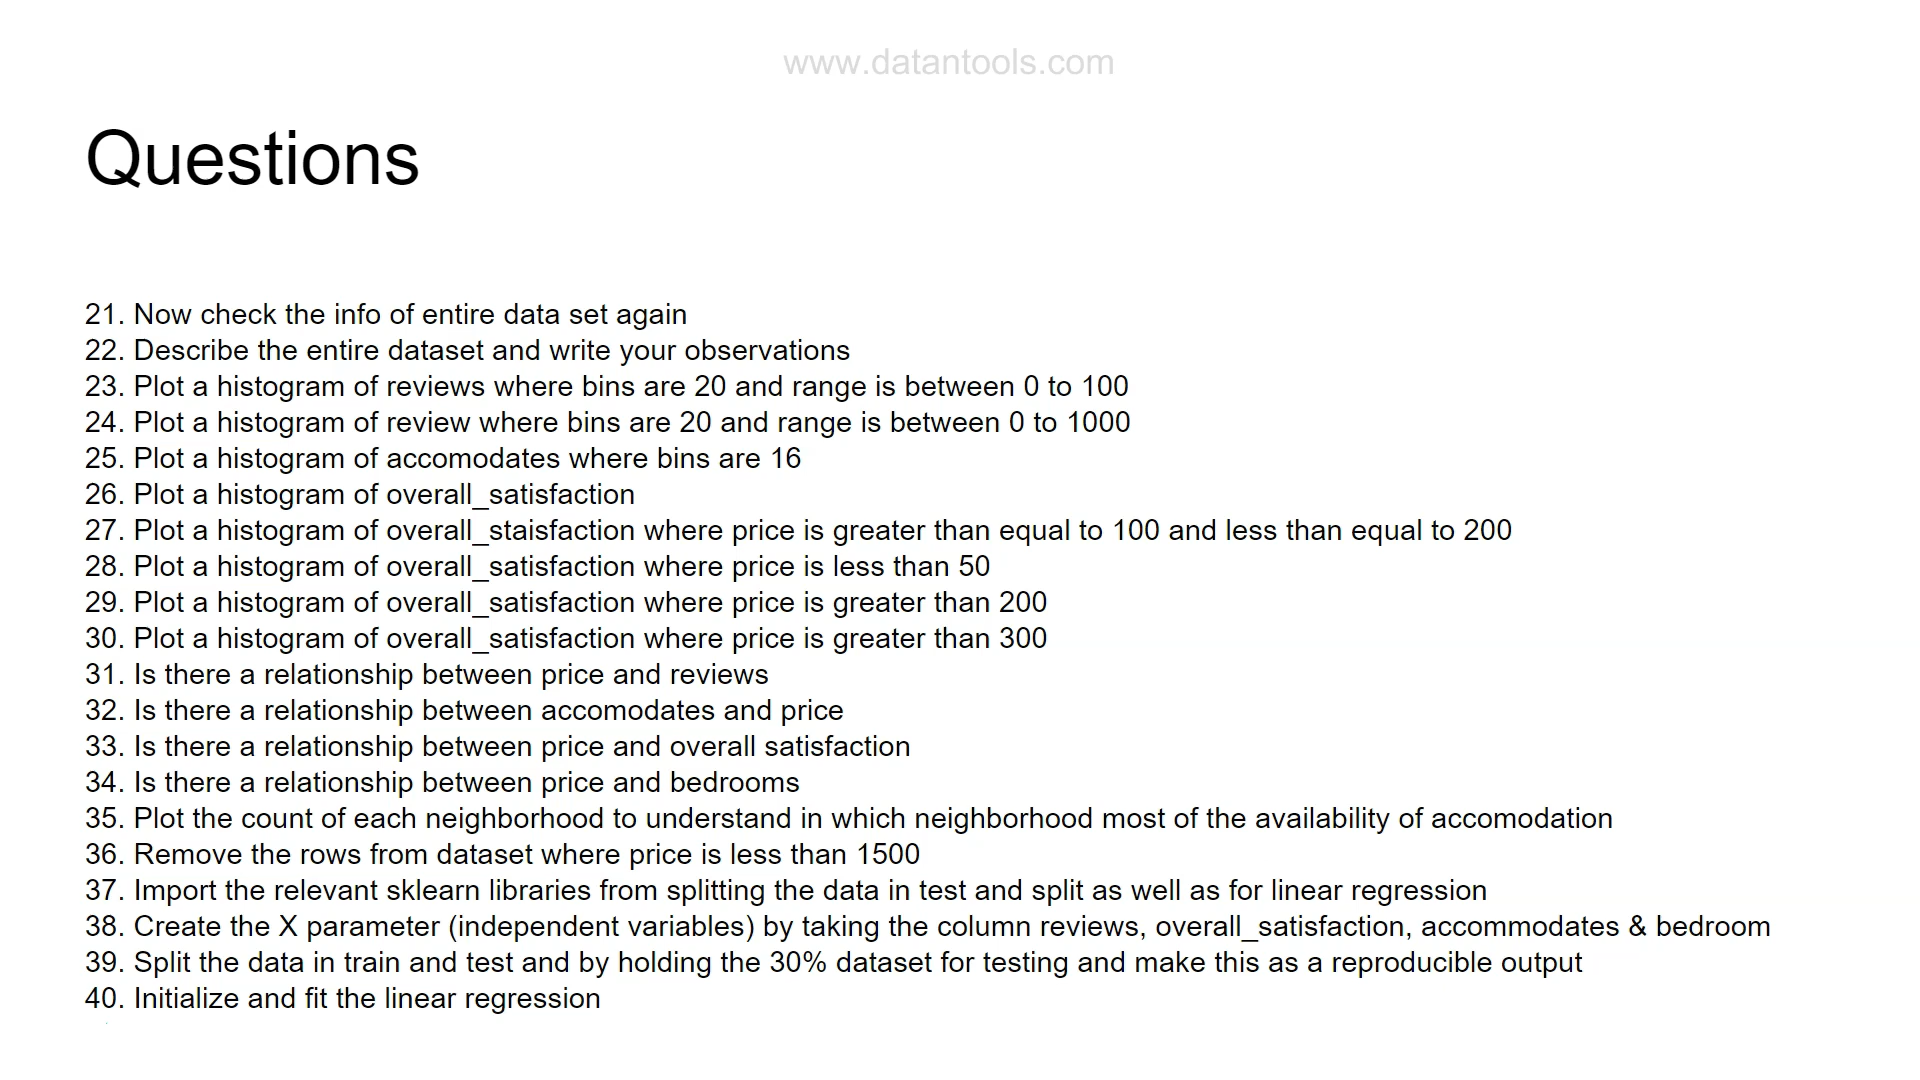 www.datantools.com
Questions
21. Now check the info of entire data set again
22. Describe the entire dataset and write your observations
23. Plot a histogram of reviews where bins are 20 and range is between 0 to 100
24. Plot a histogram of review where bins are 20 and range is between 0 to 1000
25. Plot a histogram of accomodates where bins are 16
26. Plot a histogram of overall_satisfaction
27. Plot a histogram of overall_staisfaction where price is greater than equal to 100 and less than equal to 200
28. Plot a histogram of overall_satisfaction where price is less than 50
29. Plot a histogram of overall_satisfaction where price is greater than 200
30. Plot a histogram of overall_satisfaction where price is greater than 300
31. Is there a relationship between price and reviews
32. Is there a relationship between accomodates and price
33. Is there a relationship between price and overall satisfaction
34. Is there a relationship between price and bedrooms
35. Plot the count of each neighborhood to understand in which neighborhood most of the availability of accomodation
36. Remove the rows from dataset where price is less than 1500
37. Import the relevant sklearn libraries from splitting the data in test and split as well as for linear regression
38. Create the X parameter (independent variables) by taking the column reviews, overall_satisfaction, accommodates & bedroom
39. Split the data in train and test and by holding the 30% dataset for testing and make this as a reproducible output
40. Initialize and fit the linear regression